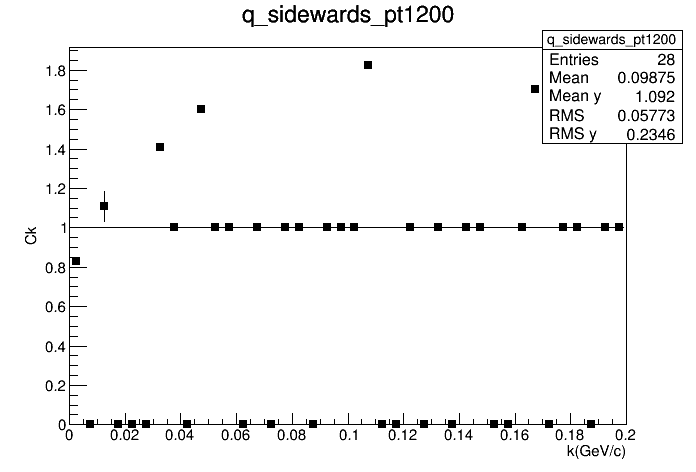 q_sidewards_pt1200
q_sidewards_pt1200
Entries 28
Mean 0.09875
Mean y 1.092
RMS 0.05773
RMS y 0.2346
Ck
1.8
1.6
1.4
1.2
1
0.8
0.6
0.4
0.2
0
0 0.02 0.04 0.06 0.08 0.1 0.12 0.14 0.16 0.18 0.2
k(GeV/c)